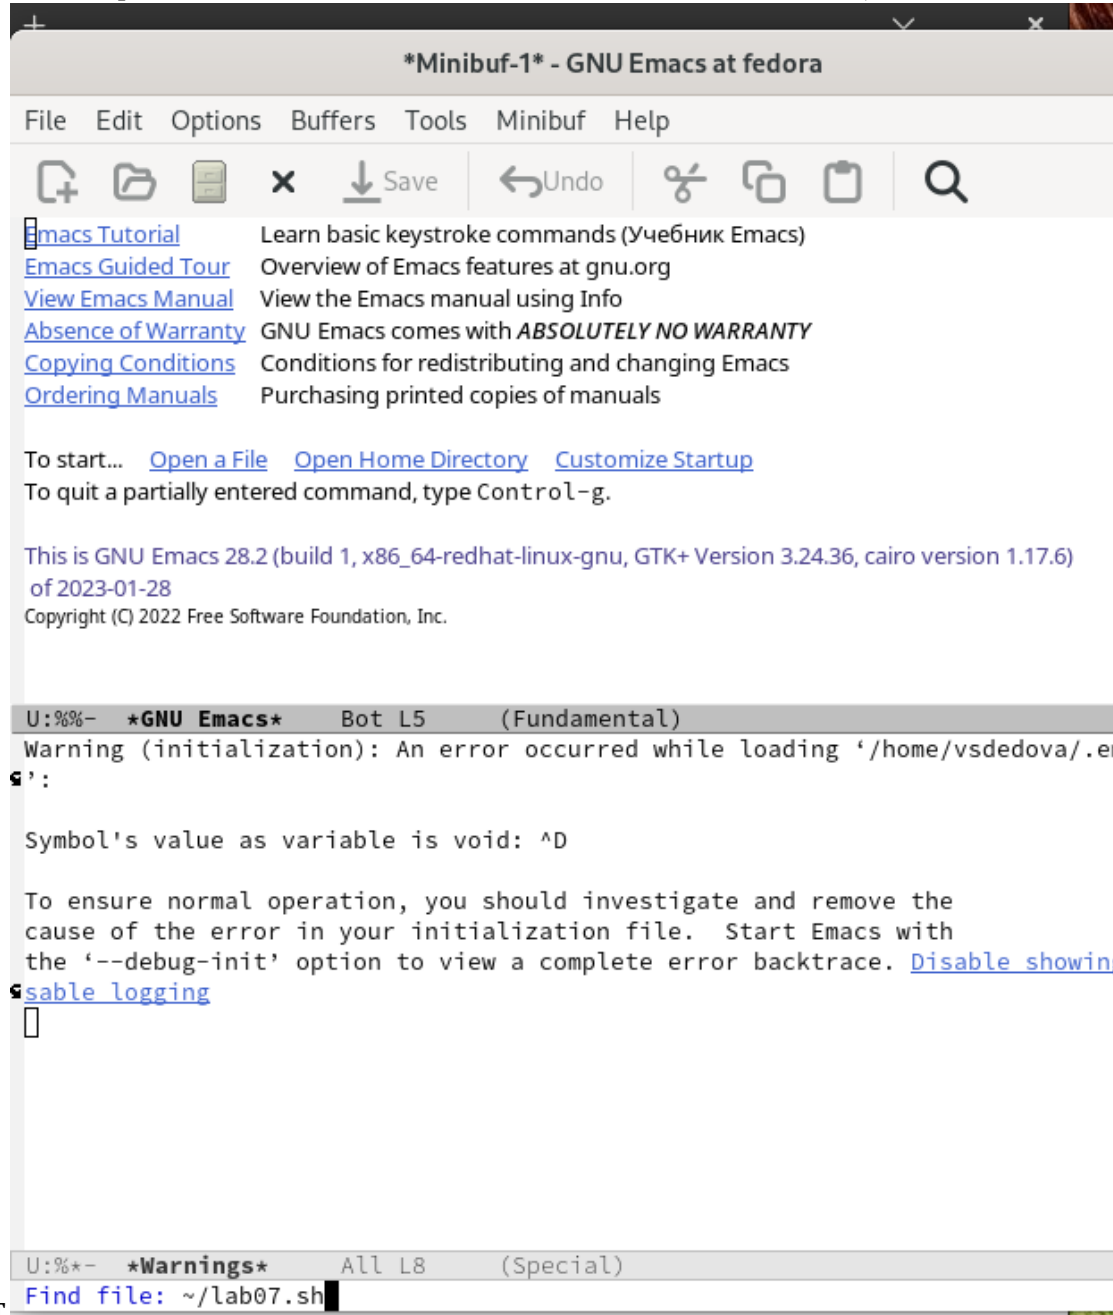 *Minibuf-1* - GNU Emacs at fedora
File Edit Options Buffers Tools Minibuf Help
Save Undo
Emacs Tutorial Learn basic keystroke commands (Учебник Emacs)
Emacs Guided Tour Overview of Emacs features at gnu.org
View Emacs Manual View the Emacs manual using Info
Absence of Warranty GNU Emacs comes with ABSOLUTELY NO WARRANTY
Copying Conditions Conditions for redistributing and changing Emacs
Ordering Manuals Purchasing printed copies of manuals
To start... Open a File Open Home Directory Customize Startup
To quit a partially entered command, type Control-g.
This is GNU Emacs 28.2 (build 1, x86_64-redhat-linux-gnu, GTK+ Version 3.24.36, cairo version 1.17.6)
of 2023-01-28
Copyright (C) 2022 Free Software Foundation, Inc.
U:%%- *GNU Emacs* Bot L5 (Fundamental)
Warning (initialization): An error occurred while loading ‘/home/vsdedova/.e
’:
Symbol's value as variable is void: ^D
To ensure normal operation, you should investigate and remove the
cause of the error in your initialization file. Start Emacs with
the ‘--debug-init’ option to view a complete error backtrace. Disable showin
sable logging
U:%*- *Warnings* All L8 (Special)
Find file: ~/lab07.sh